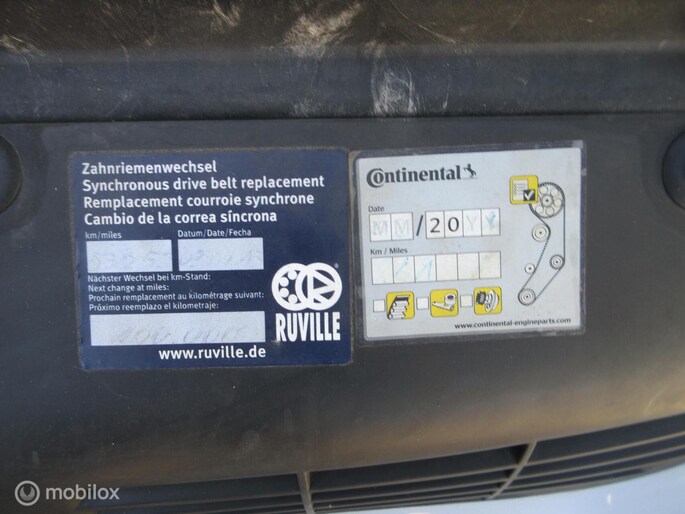 Zahnriemenwechsel
Synchronous drive belt replacement
Remplacement courroie synchrone
Cambio de la correa síncrona
km/miles
Datum/Date/Fecha
Nächster Wechsel bei km-Stand:
Next change at miles:
Prochain remplacement au kilométrage suivant:
Próximo reemplazo el kilometraje:
RUVILLE
www.ruville.de
Continental
Date
MM/20YY
Km / Miles
www.continental-engineparts.com
mobilox